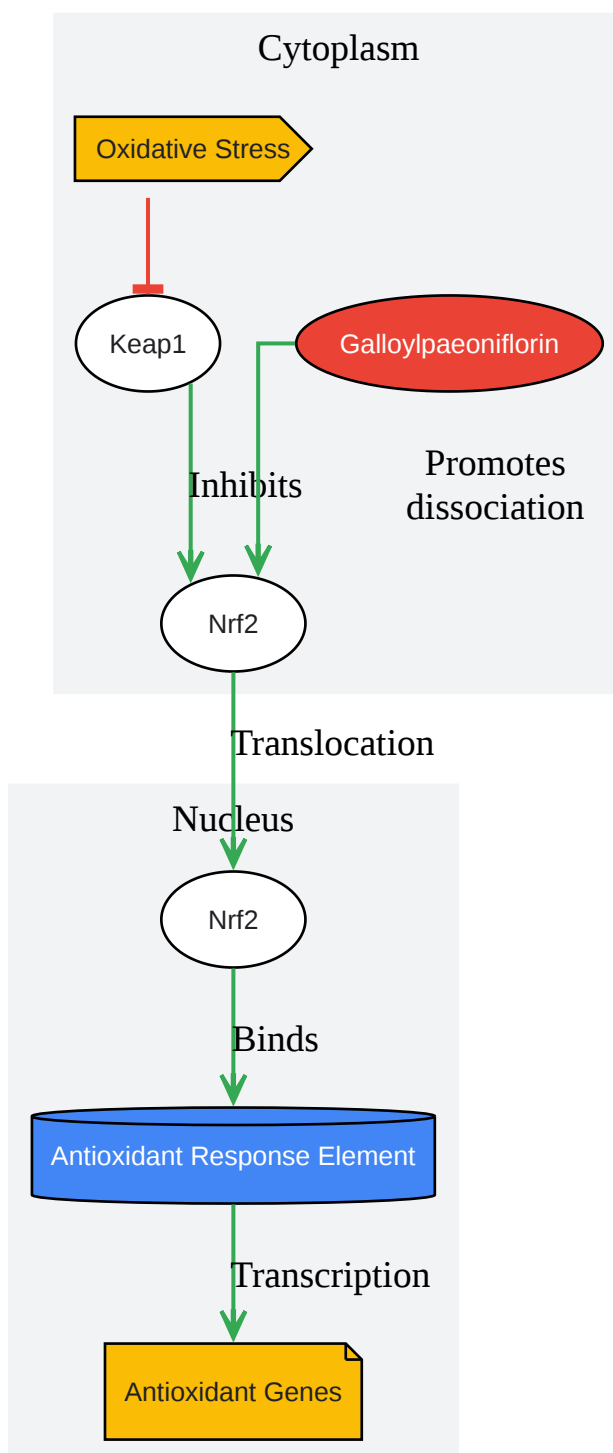 Cytoplasm
Oxidative Stress
Keap1
Galloylpaeoniflorin
Inhibits
Promotes
dissociation
Nrf2
Translocation
Nucleus
Nrf2
Binds
Antioxidant Response Element
Transcription
Antioxidant Genes